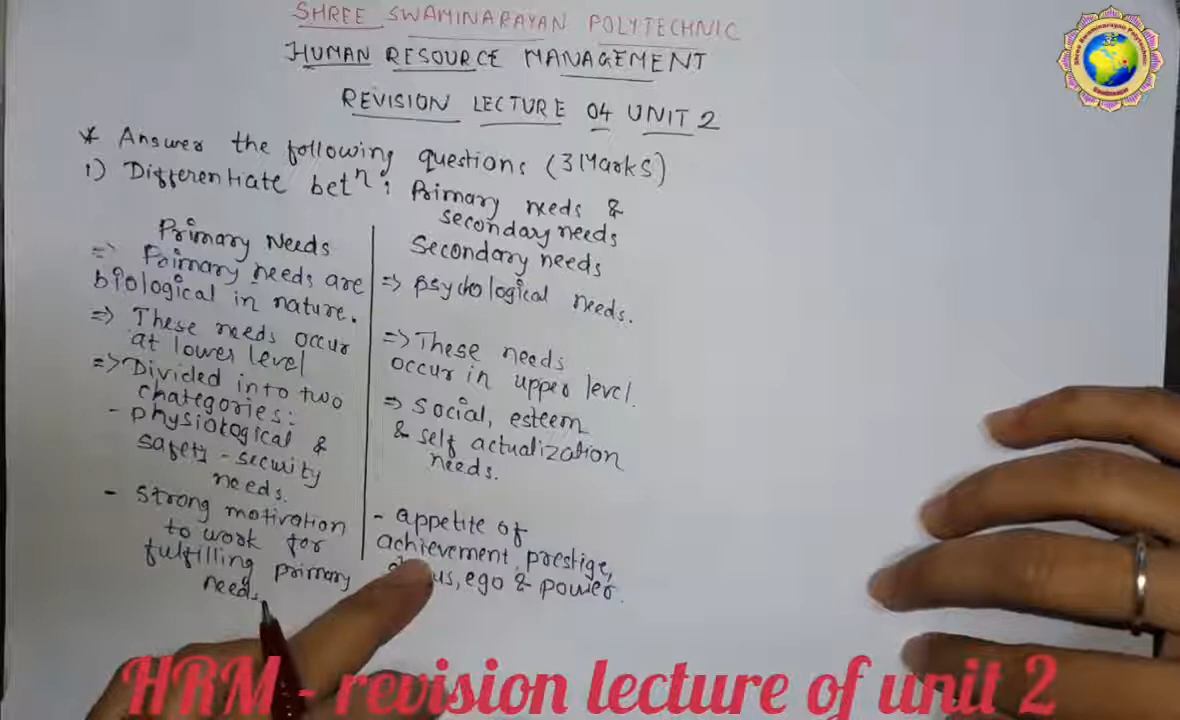 SHREE SWAMINARAYAN POLYTECHNIC
HUMAN RESOURCE MANAGEMENT
REVISION LECTURE 04 UNIT 2
* Answer the following questions (3 Marks)
1) Differentiate betn : Primary needs &
secondary needs
Primary Needs
=> Primary needs are
biological in nature.
=> These needs occur
at lower level
=> Divided into two
chategories:
- physiological &
safety - security
needs.
- Strong motivation
to work for
fulfilling primary
needs.
Secondary needs
=> psychological needs.
=> These needs
occur in upper level.
=> Social, esteem
& self actualization
needs.
- appetite of
achievement, prestige,
ego & power.
Shree Swaminarayan Polytechnic
HRM - revision lecture of unit 2